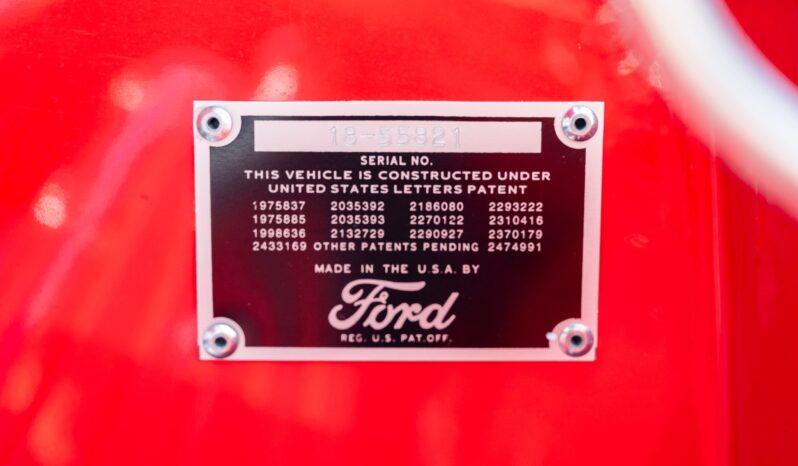 18-55821
SERIAL NO.
THIS VEHICLE IS CONSTRUCTED UNDER
UNITED STATES LETTERS PATENT
1975837 2035392 2186080 2293222
1975885 2035393 2270122 2310416
1998636 2132729 2290927 2370179
2433169 OTHER PATENTS PENDING 2474991
MADE IN THE U.S.A. BY
Ford
REG. U.S. PAT.OFF.